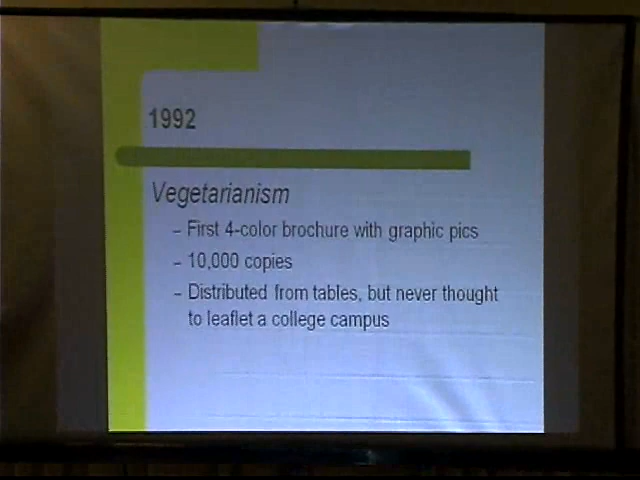 1992
Vegetarianism
– First 4-color brochure with graphic pics
– 10,000 copies
– Distributed from tables, but never thought
to leaflet a college campus